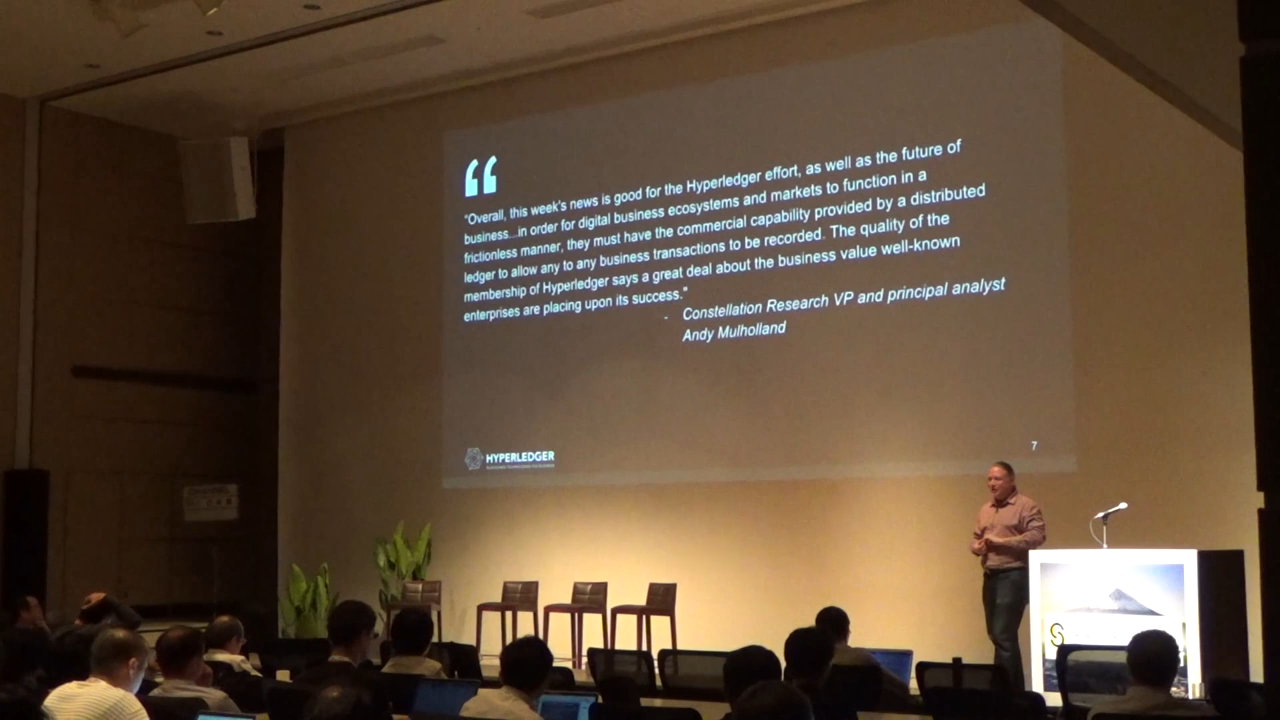 “
“Overall, this week's news is good for the Hyperledger effort, as well as the future of
business...in order for digital business ecosystems and markets to function in a
frictionless manner, they must have the commercial capability provided by a distributed
ledger to allow any to any business transactions to be recorded. The quality of the
membership of Hyperledger says a great deal about the business value well-known
enterprises are placing upon its success.”
- Constellation Research VP and principal analyst
Andy Mulholland
HYPERLEDGER
7
S